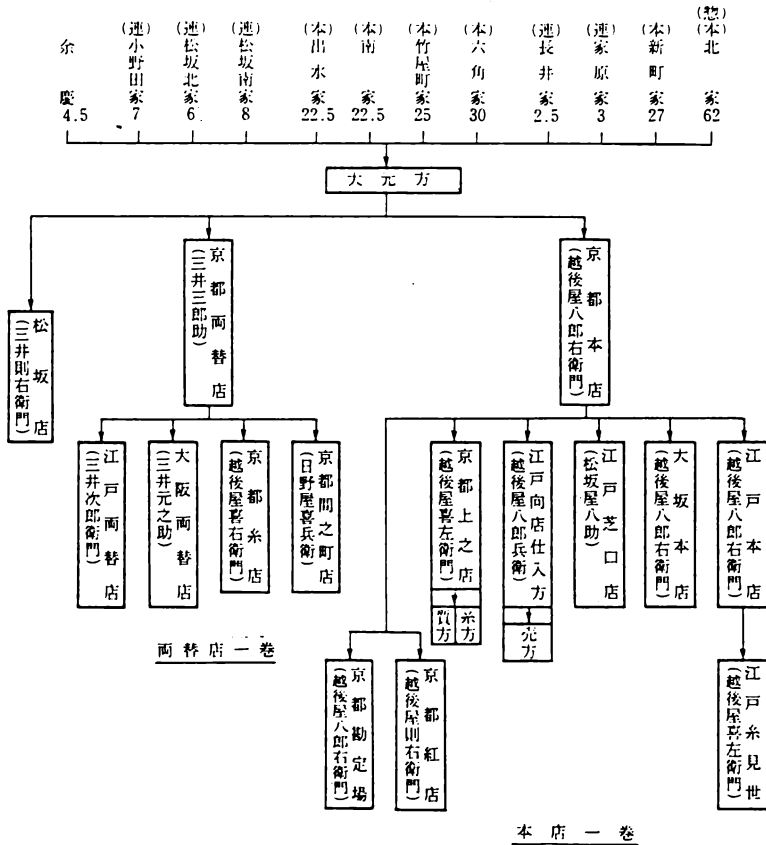 (惣)(本)北家 62
(本)新町家 27
(連)家原家 3
(連)長井家 2.5
(本)六角家 30
(本)竹屋町家 25
(本)南家 22.5
(本)出水家 22.5
(連)松坂南家 8
(連)松坂北家 6
(連)小野田家 7
余慶 4.5
大元方
京都本店
(越後屋八郎右衛門)
京都両替店
(三井三郎助)
松坂店
(三井則右衛門)
江戸本店
(越後屋八郎右衛門)
大坂本店
(越後屋八郎右衛門)
江戸芝口店
(松坂屋八助)
江戸向店仕入方
(越後屋八郎兵衛)
売方
京都上之店
(越後屋喜左衛門)
糸方
質方
京都間之町店
(日野屋喜兵衛)
京都糸店
(越後屋喜右衛門)
大阪両替店
(三井元之助)
江戸両替店
(三井次郎衛門)
両替店一巻
江戸糸見世
(越後屋喜左衛門)
京都紅店
(越後屋則右衛門)
京都勘定場
(越後屋八郎右衛門)
本店一巻